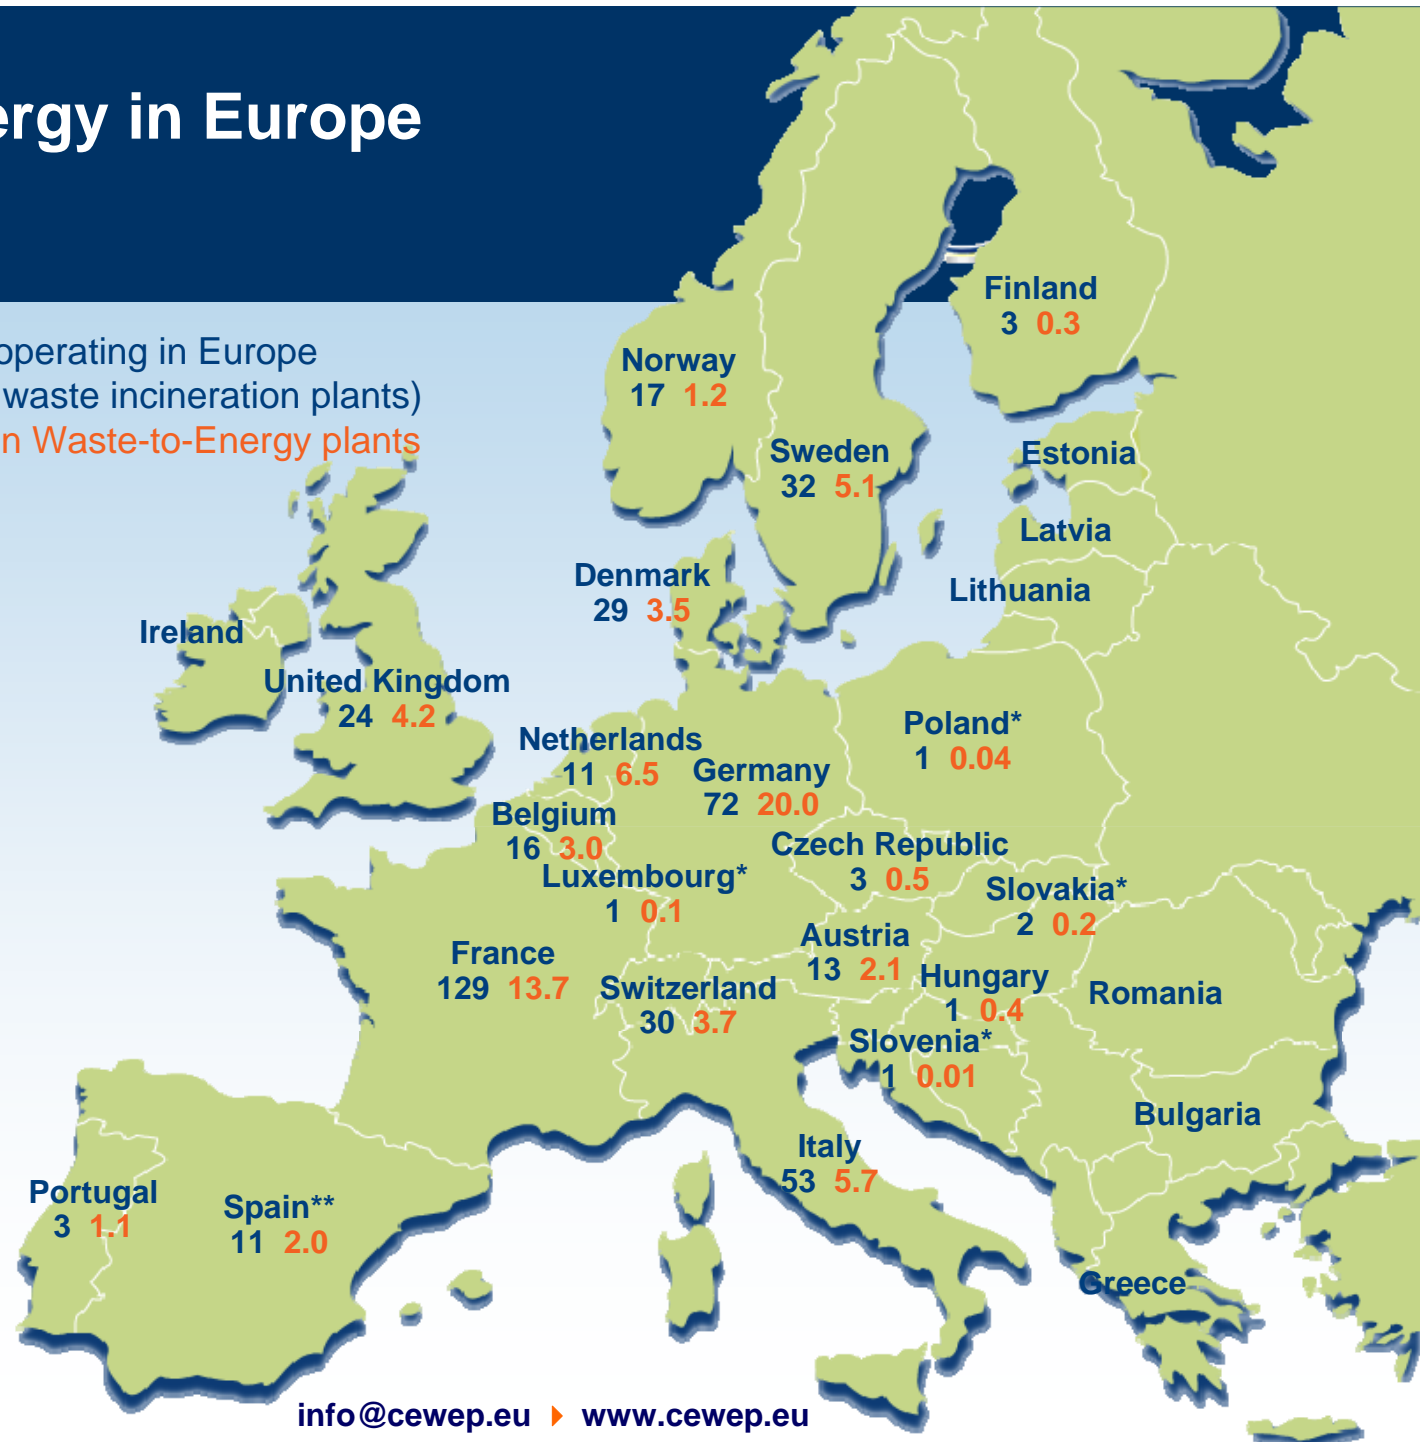 ergy in Europe
operating in Europe
waste incineration plants)
n Waste-to-Energy plants
Finland
3 0.3
Norway
17 1.2
Sweden
32 5.1
Estonia
Latvia
Lithuania
Denmark
29 3.5
Ireland
United Kingdom
24 4.2
Netherlands
11 6.5
Germany
72 20.0
Poland*
1 0.04
Belgium
16 3.0
Luxembourg*
1 0.1
Czech Republic
3 0.5
Slovakia*
2 0.2
France
129 13.7
Switzerland
30 3.7
Austria
13 2.1
Hungary
1 0.4
Romania
Slovenia*
1 0.01
Bulgaria
Italy
53 5.7
Portugal
3 1.1
Spain**
11 2.0
Greece
info@cewep.eu www.cewep.eu